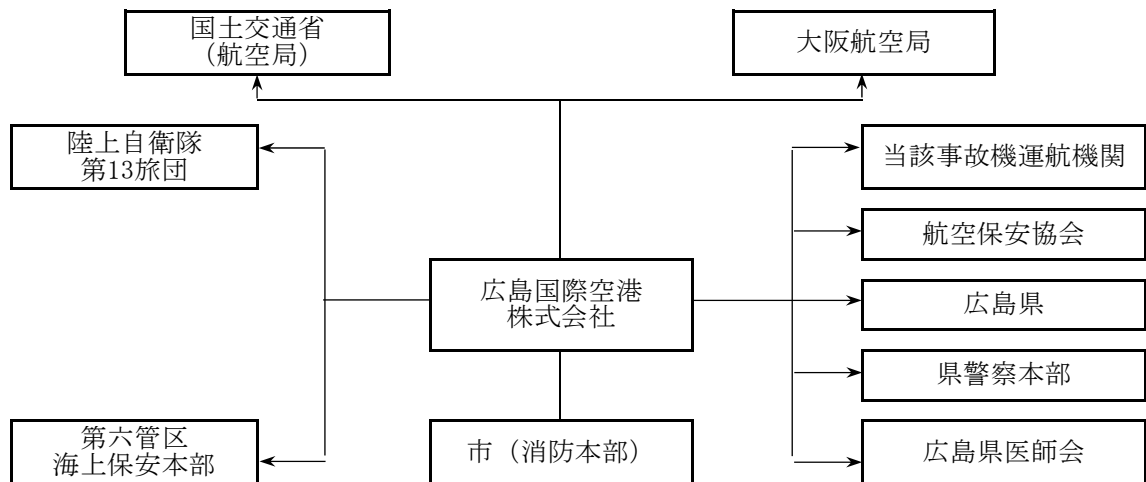 国土交通省
（航空局）
大阪航空局
陸上自衛隊
第13旅団
当該事故機運航機関
航空保安協会
広島国際空港
株式会社
広島県
県警察本部
第六管区
海上保安本部
市（消防本部）
広島県医師会